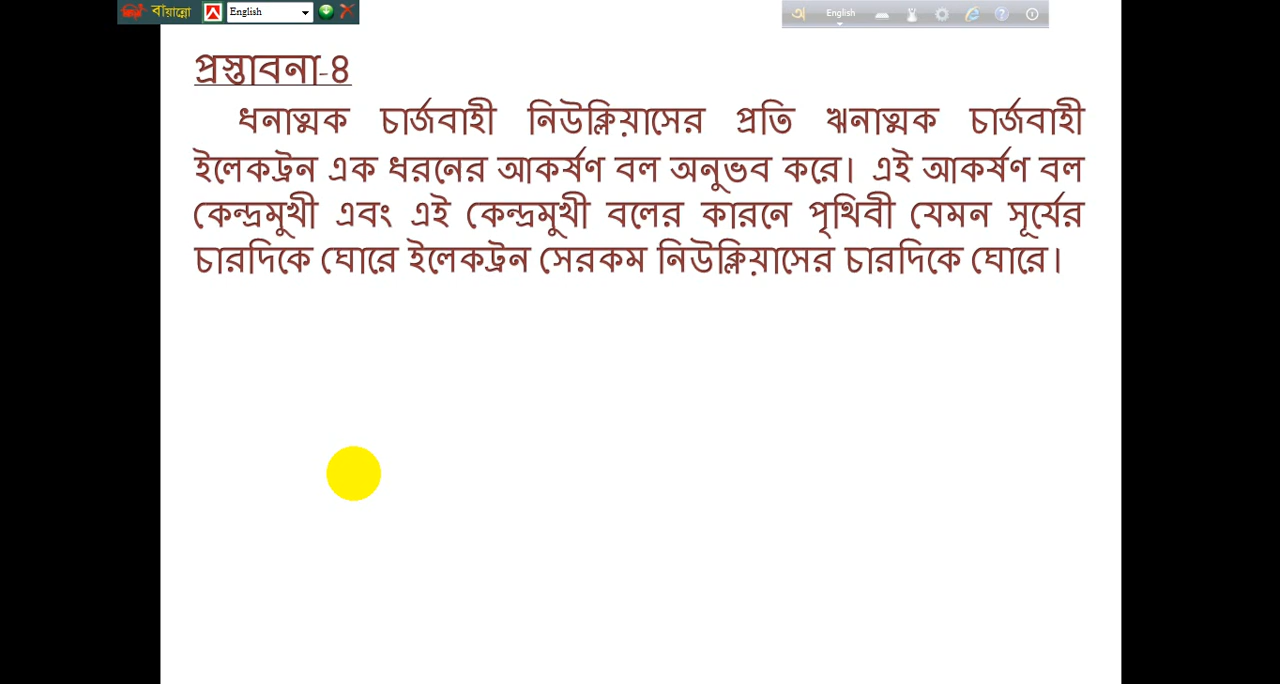 বায়ান্নো English English
প্রস্তাবনা-৪
ধনাত্মক চার্জবাহী নিউক্লিয়াসের প্রতি ঋনাত্মক চার্জবাহী
ইলেকট্রন এক ধরনের আকর্ষণ বল অনুভব করে। এই আকর্ষণ বল
কেন্দ্রমুখী এবং এই কেন্দ্রমুখী বলের কারনে পৃথিবী যেমন সূর্যের
চারদিকে ঘোরে ইলেকট্রন সেরকম নিউক্লিয়াসের চারদিকে ঘোরে।